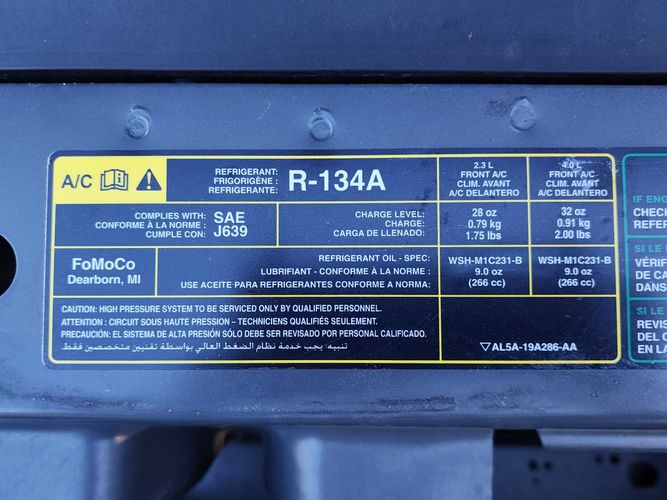 A/C
REFRIGERANT:
FRIGORIGÈNE :
REFRIGERANTE:
R-134A
2.3 L
FRONT A/C
CLIM. AVANT
A/C DELANTERO
4.0 L
FRONT A/C
CLIM. AVANT
A/C DELANTERO
COMPLIES WITH:
CONFORME À LA NORME :
CUMPLE CON:
SAE
J639
CHARGE LEVEL:
CHARGE:
CARGA DE LLENADO:
28 oz
0.79 kg
1.75 lbs
32 oz
0.91 kg
2.00 lbs
FoMoCo
Dearborn, MI
REFRIGERANT OIL - SPEC:
LUBRIFIANT - CONFORME À LA NORME :
USE ACEITE PARA REFRIGERANTES CONFORME A NORMA:
WSH-M1C231-B
9.0 oz
(266 cc)
WSH-M1C231-B
9.0 oz
(266 cc)
CAUTION: HIGH PRESSURE SYSTEM TO BE SERVICED ONLY BY QUALIFIED PERSONNEL.
ATTENTION : CIRCUIT SOUS HAUTE PRESSION – TECHNICIENS QUALIFIÉS SEULEMENT.
PRECAUCIÓN: EL SISTEMA DE ALTA PRESIÓN SÓLO DEBE SER REVISADO POR PERSONAL CALIFICADO.
تنبيه: يجب خدمة نظام الضغط العالي بواسطة تقنيين متخصصين فقط
AL5A-19A286-AA
IF ENG
CHECK
REFER
SI LE
VÉRIF
DE CA
DANS
SI LE
REVIS
DEL C
EN LA